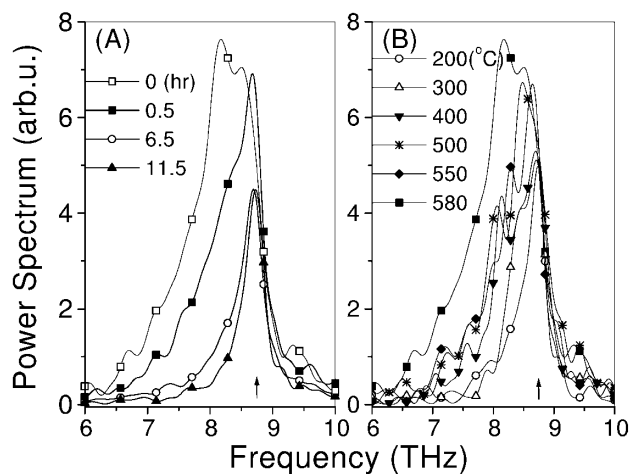 (A)
(B)
0 (hr)
0.5
6.5
11.5
200(°C)
300
400
500
550
580
Power Spectrum (arb.u.)
8
6
4
2
0
6 7 8 9 10
6 7 8 9 10
Frequency (THz)